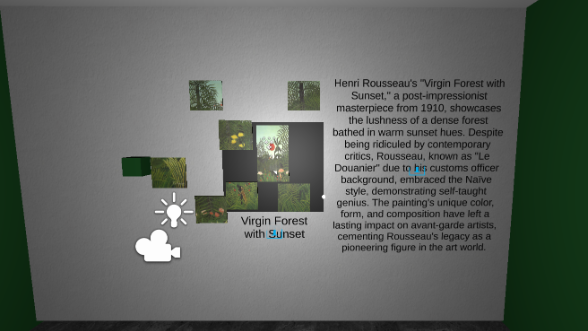 Henri Rousseau's "Virgin Forest with
Sunset," a post-impressionist
masterpiece from 1910, showcases
the lushness of a dense forest
bathed in warm sunset hues. Despite
being ridiculed by contemporary
critics, Rousseau, known as "Le
Douanier" due to his customs officer
background, embraced the Naïve
style, demonstrating self-taught
genius. The painting's unique color,
form, and composition have left a
lasting impact on avant-garde artists,
cementing Rousseau's legacy as a
pioneering figure in the art world.
Virgin Forest
with Sunset